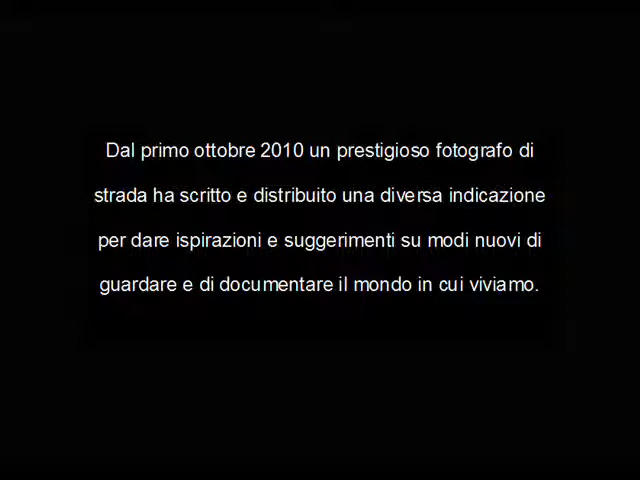 Dal primo ottobre 2010 un prestigioso fotografo di
strada ha scritto e distribuito una diversa indicazione
per dare ispirazioni e suggerimenti su modi nuovi di
guardare e di documentare il mondo in cui viviamo.